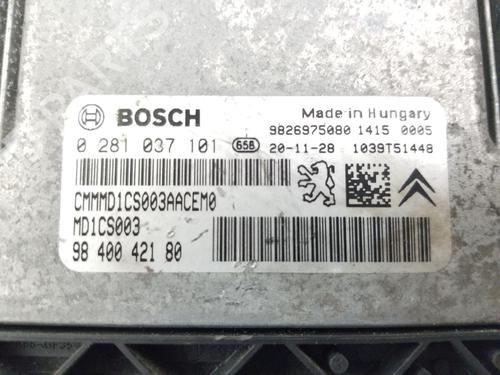 BOSCH
Made in Hungary
0 281 037 101 658
9826975080 1415 0005
20-11-28 1039T51448
CMMMD1CS003AACEM0
MD1CS003
98 400 421 80